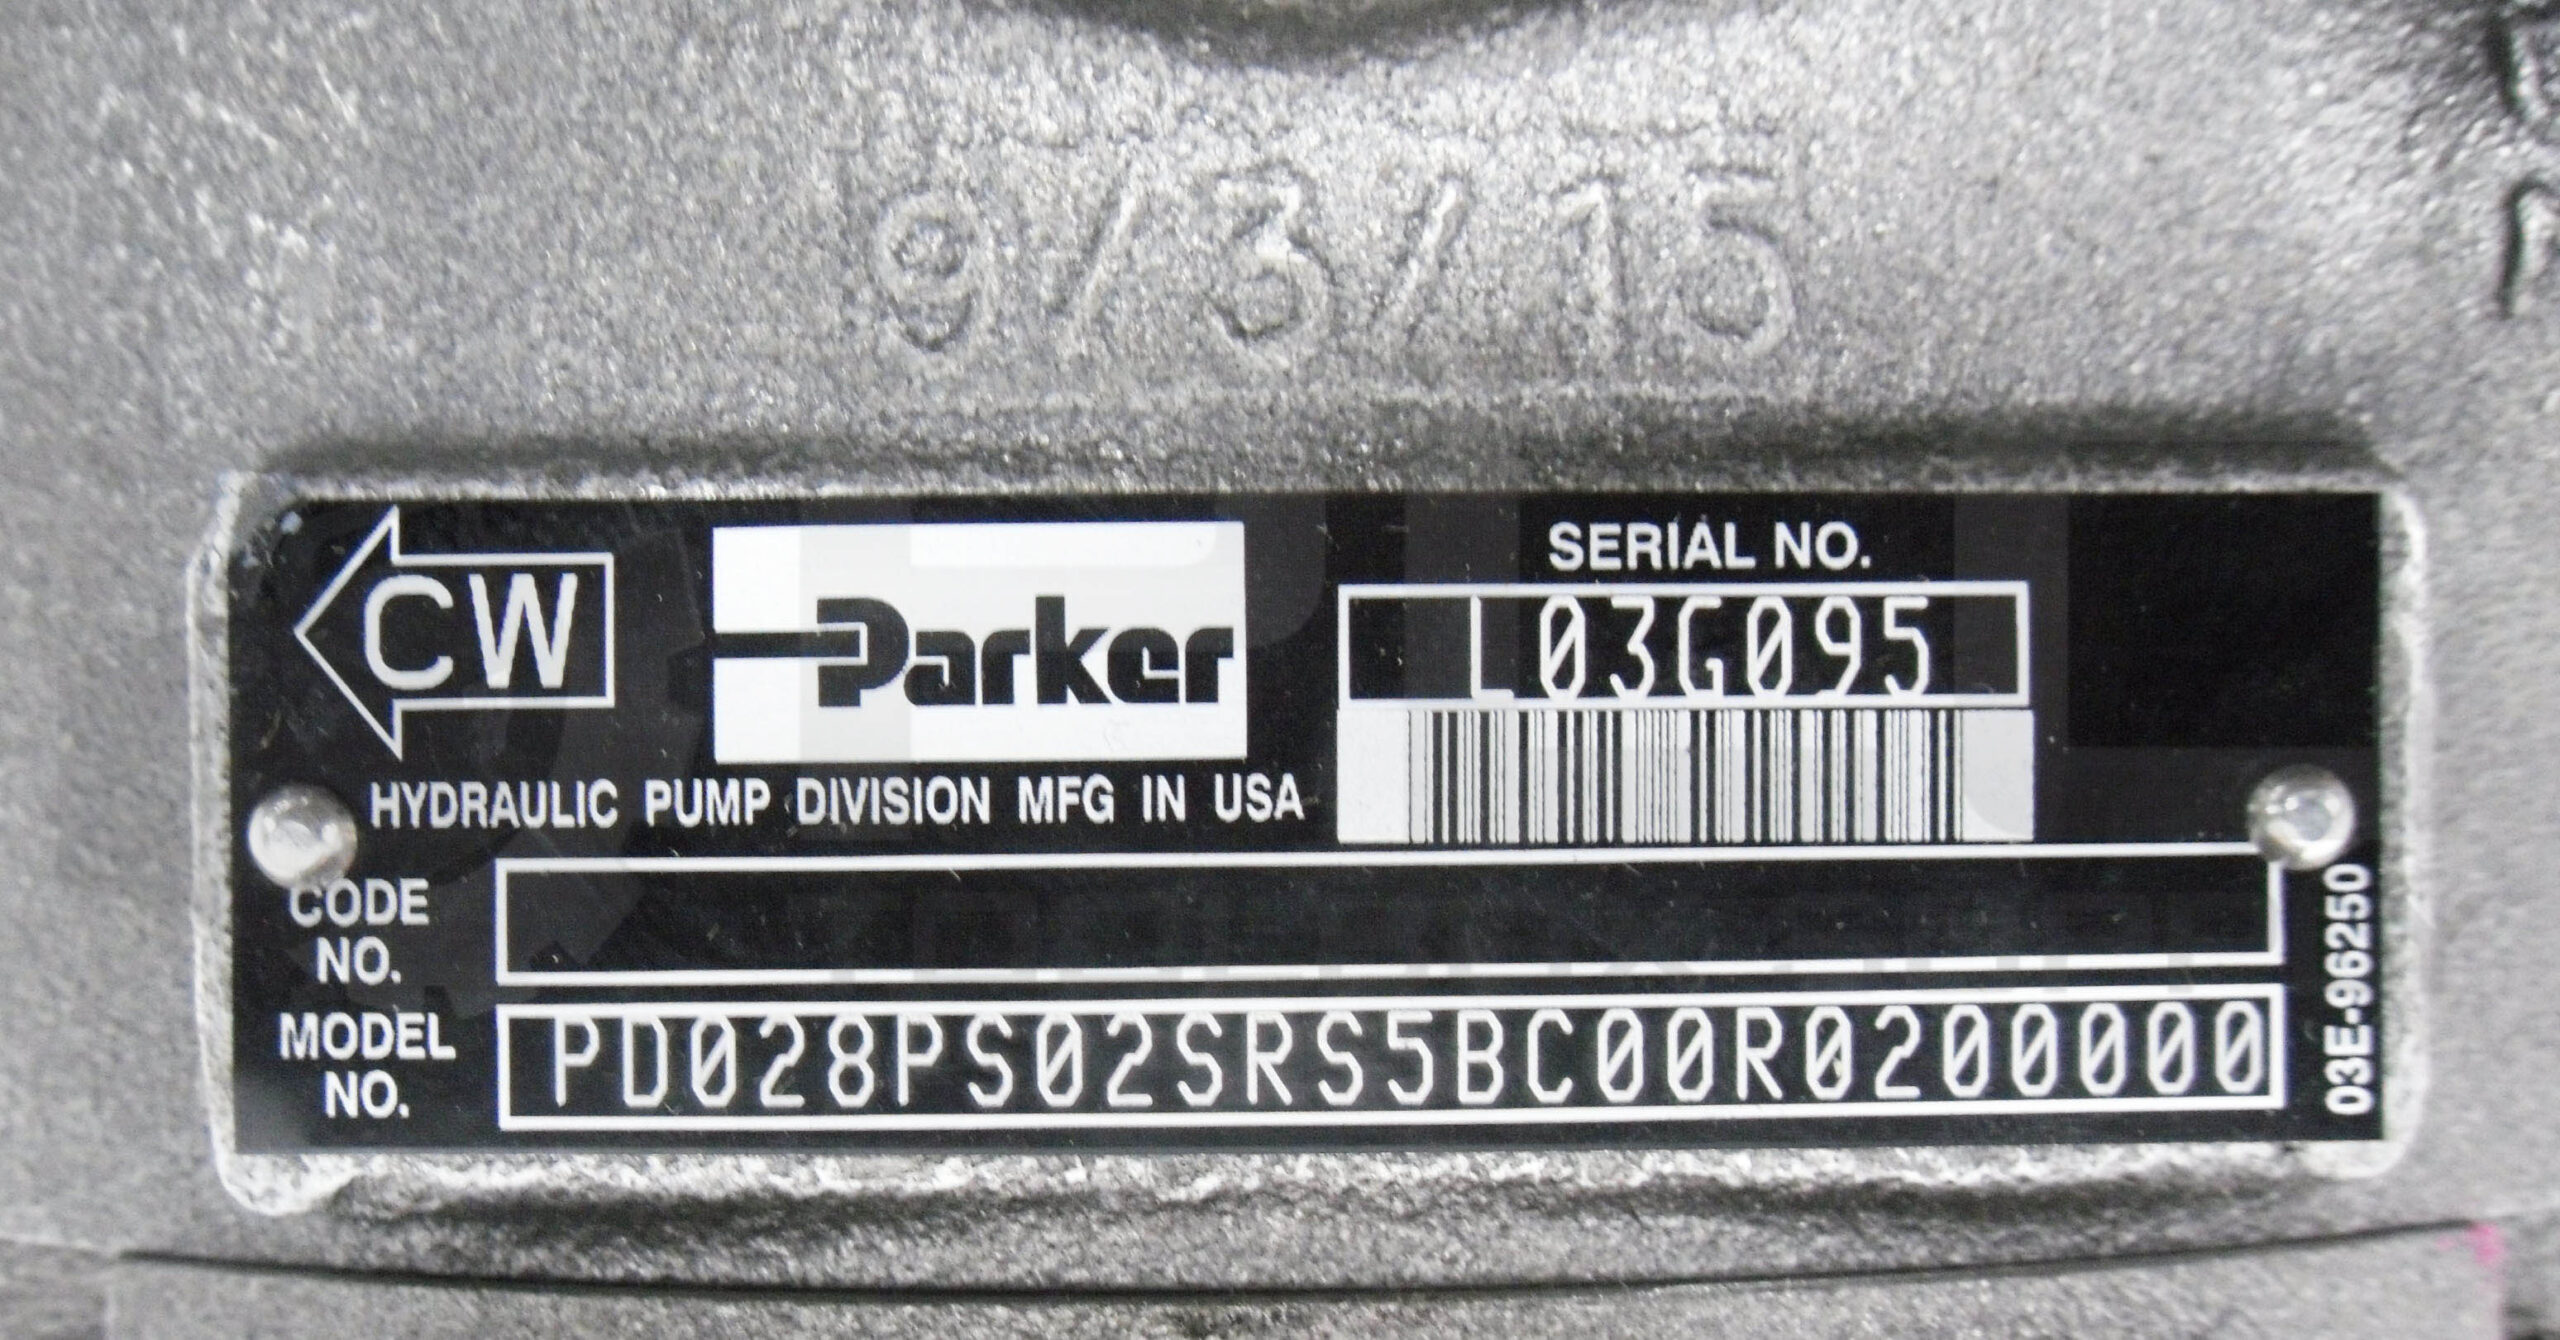 9/3/15
CW
Parker
SERIAL NO.
L03G095
HYDRAULIC PUMP DIVISION MFG IN USA
CODE NO.
MODEL NO.
PD028PS02SRS5BC00R0200000
03E-96250